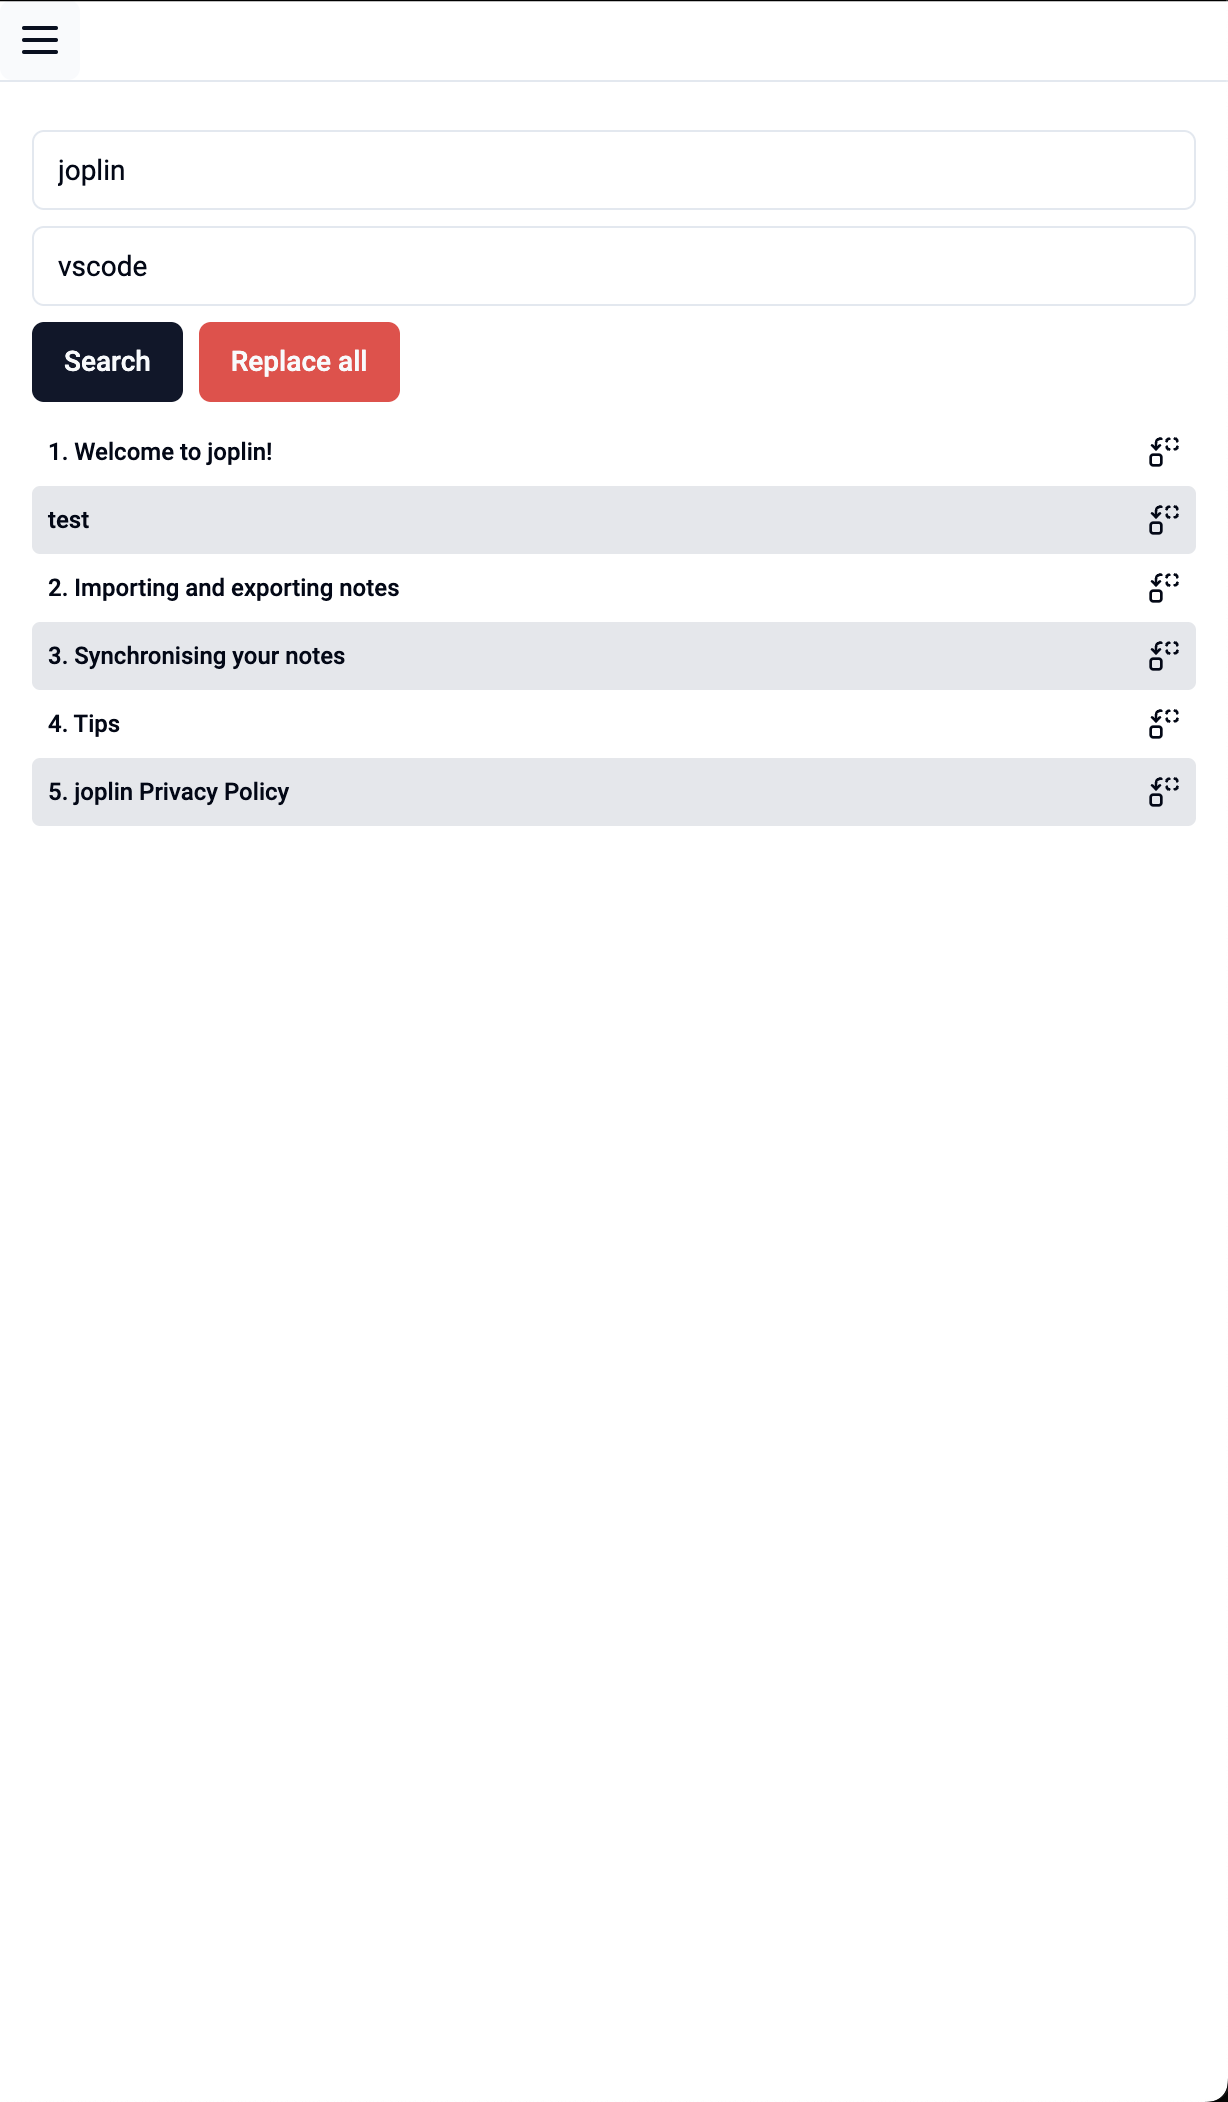 joplin
vscode
Search Replace all
1. Welcome to joplin!
test
2. Importing and exporting notes
3. Synchronising your notes
4. Tips
5. joplin Privacy Policy